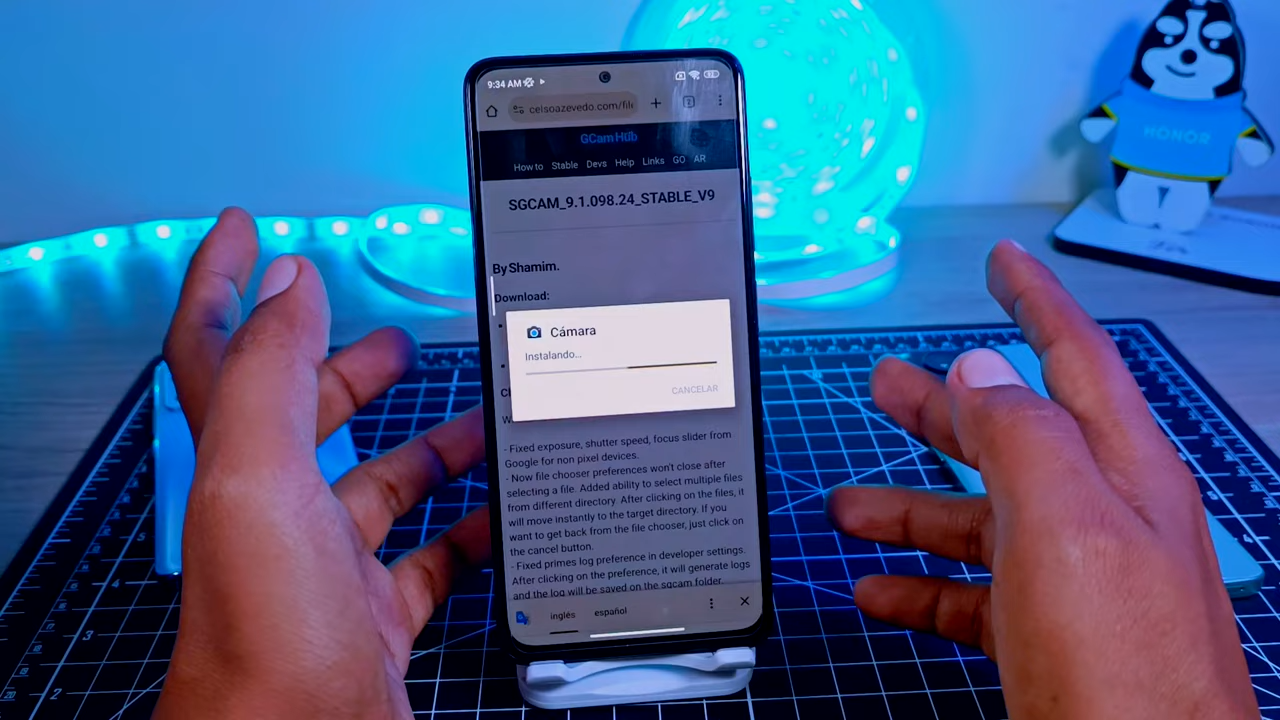 9:34 AM
celsoazevedo.com/file
GCam Hub
How to Stable Devs Help Links GO AR
SGCAM_9.1.098.24_STABLE_V9
By Shamim.
Download:
Cámara
Instalando...
CANCELAR
- Fixed exposure, shutter speed, focus slider from
Google for non pixel devices.
- Now file chooser preferences won't close after
selecting a file. Added ability to select multiple files
from different directory. After clicking on the files, it
will move instantly to the target directory. If you
want to get back from the file chooser, just click on
the cancel button.
- Fixed primes log preference in developer settings.
After clicking on the preference, it will generate logs
and the log will be saved on the sgcam folder.
inglés español
HONOR
3
2